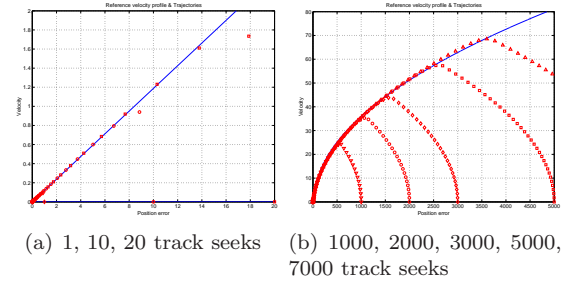 Reference velocity profile & Trajectories
2
1.8
1.6
1.4
1.2
1
0.8
0.6
0.4
0.2
0
Velocity
0 2 4 6 8 10 12 14 16 18 20
Position error
(a) 1, 10, 20 track seeks
Reference velocity profile & Trajectories
80
70
60
50
40
30
20
10
0
Velocity
0 500 1000 1500 2000 2500 3000 3500 4000 4500 5000
Position error
(b) 1000, 2000, 3000, 5000,
7000 track seeks